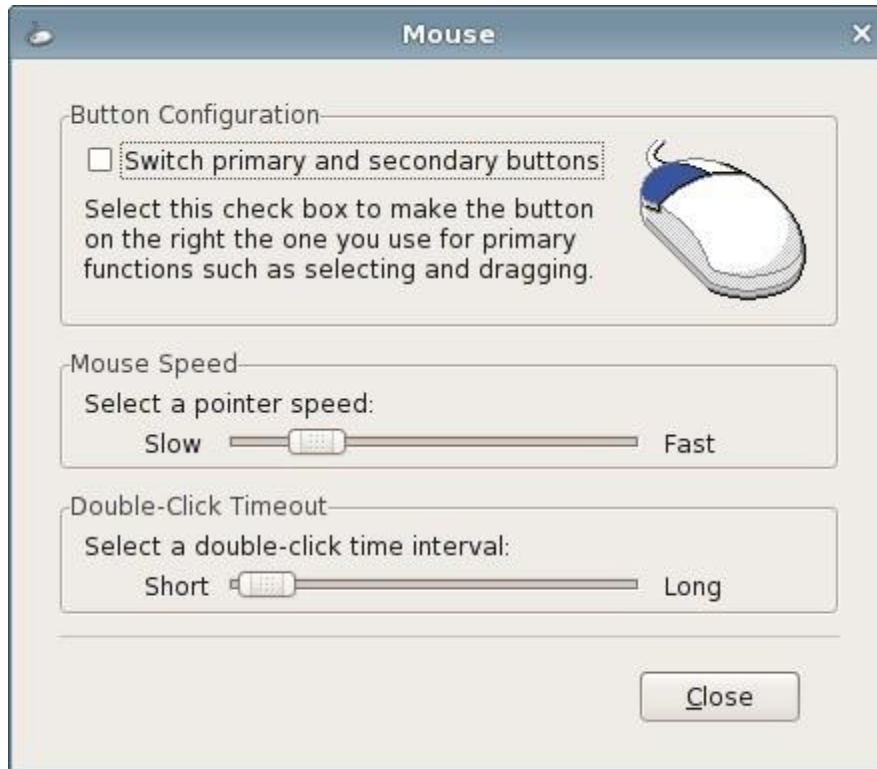 Mouse
Button Configuration
Switch primary and secondary buttons
Select this check box to make the button
on the right the one you use for primary
functions such as selecting and dragging.
Mouse Speed
Select a pointer speed:
Slow Fast
Double-Click Timeout
Select a double-click time interval:
Short Long
Close